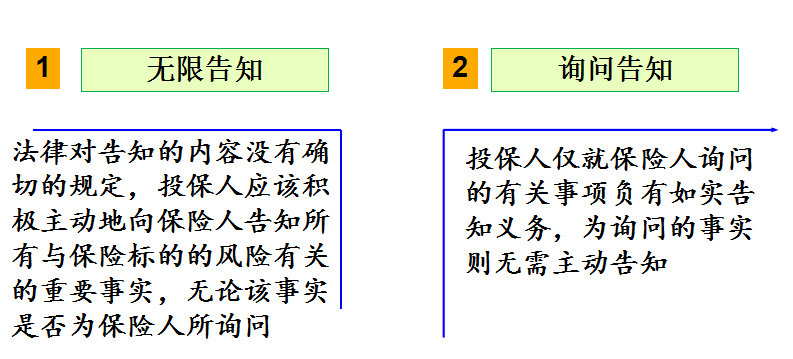 1
无限告知
法律对告知的内容没有确
切的规定，投保人应该积
极主动地向保险人告知所
有与保险标的的风险有关
的重要事实，无论该事实
是否为保险人所询问
2
询问告知
投保人仅就保险人询问
的有关事项负有如实告
知义务，为询问的事实
则无需主动告知